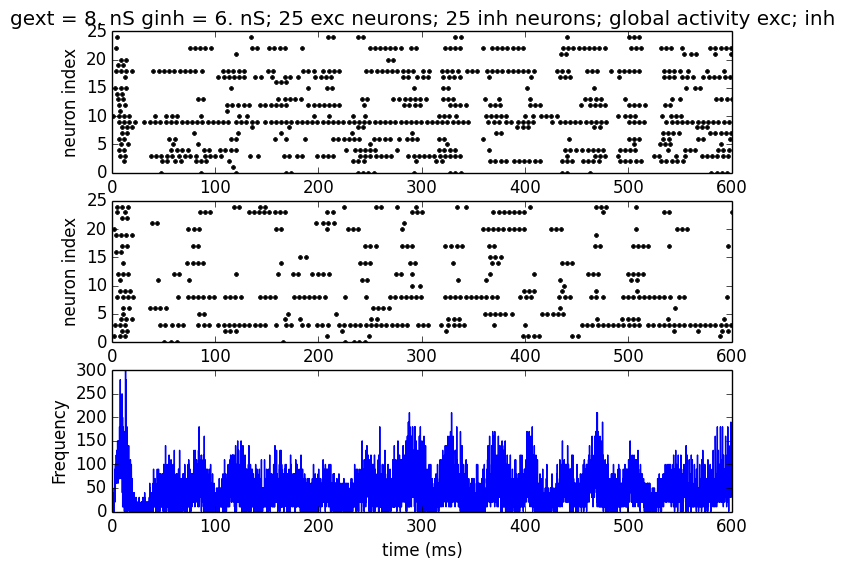 gext = 8. nS ginh = 6. nS; 25 exc neurons; 25 inh neurons; global activity exc; inh
25
20
15
10
5
0
neuron index
0 100 200 300 400 500 600
25
20
15
10
5
0
neuron index
0 100 200 300 400 500 600
300
250
200
150
100
50
0
Frequency
0 100 200 300 400 500 600
time (ms)